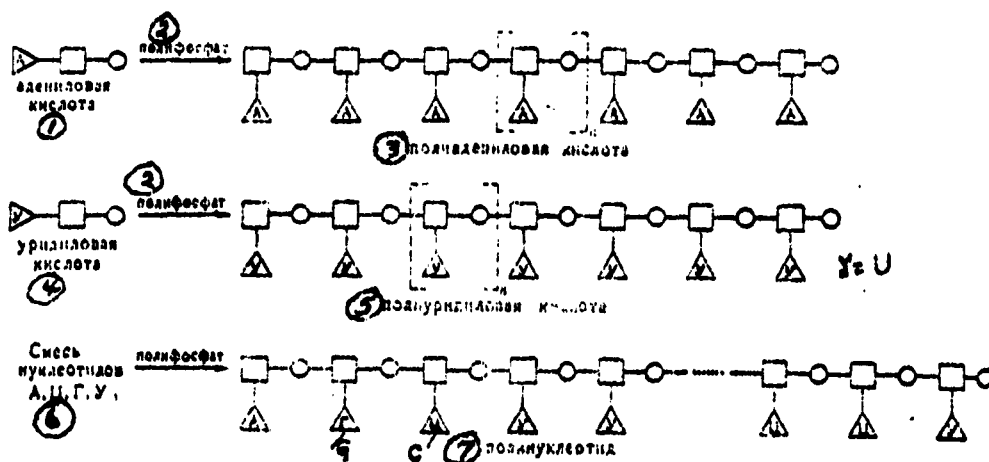 ②
полифосфат
А
адениловая
кислота
①
А А А А А А А
n
③ полиадениловая кислота
②
полифосфат
У
уридиловая
кислота
④
У У У У У У У
У = U
n
⑤ полиуридиловая кислота
Смесь
нуклеотидов
А, Ц, Г, У,
⑥
полифосфат
А Г Ц У У Ц Ц У
g C ⑦ полинуклеотид